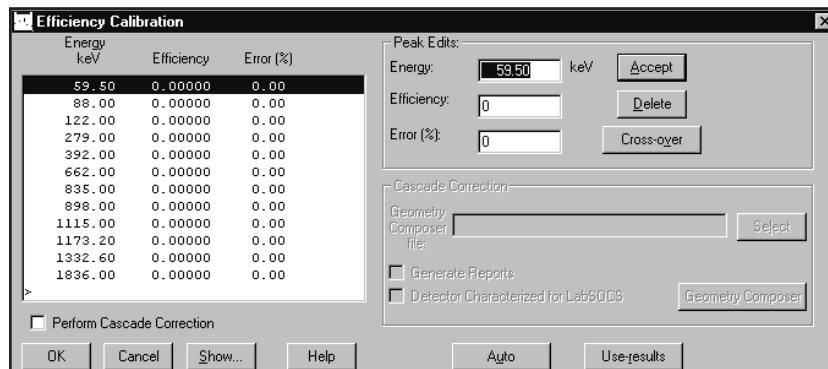 Efficiency Calibration
Energy
keV Efficiency Error (%)
59.50 0.00000 0.00
88.00 0.00000 0.00
122.00 0.00000 0.00
279.00 0.00000 0.00
392.00 0.00000 0.00
662.00 0.00000 0.00
835.00 0.00000 0.00
898.00 0.00000 0.00
1115.00 0.00000 0.00
1173.20 0.00000 0.00
1332.60 0.00000 0.00
1836.00 0.00000 0.00
>
Perform Cascade Correction
Peak Edits:
Energy: 59.50 keV Accept
Efficiency: 0 Delete
Error (%): 0 Cross-over
Cascade Correction
Geometry
Composer
file: Select
Generate Reports
Detector Characterized for LabSOCS Geometry Composer
OK Cancel Show... Help Auto Use-results